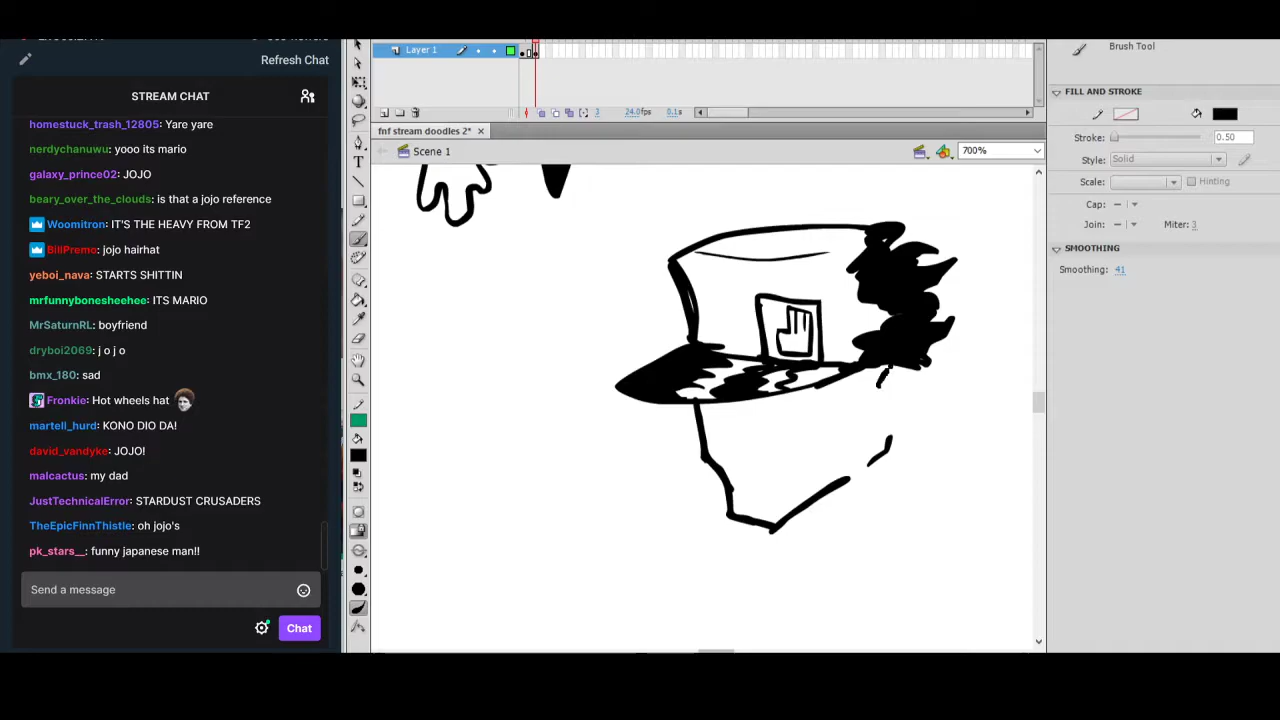 Refresh Chat
STREAM CHAT
homestuck_trash_12805: Yare yare
nerdychanuwu: yooo its mario
galaxy_prince02: JOJO
beary_over_the_clouds: is that a jojo reference
Woomitron: IT'S THE HEAVY FROM TF2
BillPremo: jojo hairhat
yeboi_nava: STARTS SHITTIN
mrfunnybonesheehee: ITS MARIO
MrSaturnRL: boyfriend
dryboi2069: j o j o
bmx_180: sad
Fronkie: Hot wheels hat
martell_hurd: KONO DIO DA!
david_vandyke: JOJO!
malcactus: my dad
JustTechnicalError: STARDUST CRUSADERS
TheEpicFinnThistle: oh jojo's
pk_stars__: funny japanese man!!
Send a message
Chat
Layer 1
3 24.0fps 0.1s
fnf stream doodles 2*
Scene 1
700%
Brush Tool
FILL AND STROKE
Stroke: 0.50
Style: Solid
Scale: Hinting
Cap:
Join: Miter: 3
SMOOTHING
Smoothing: 41